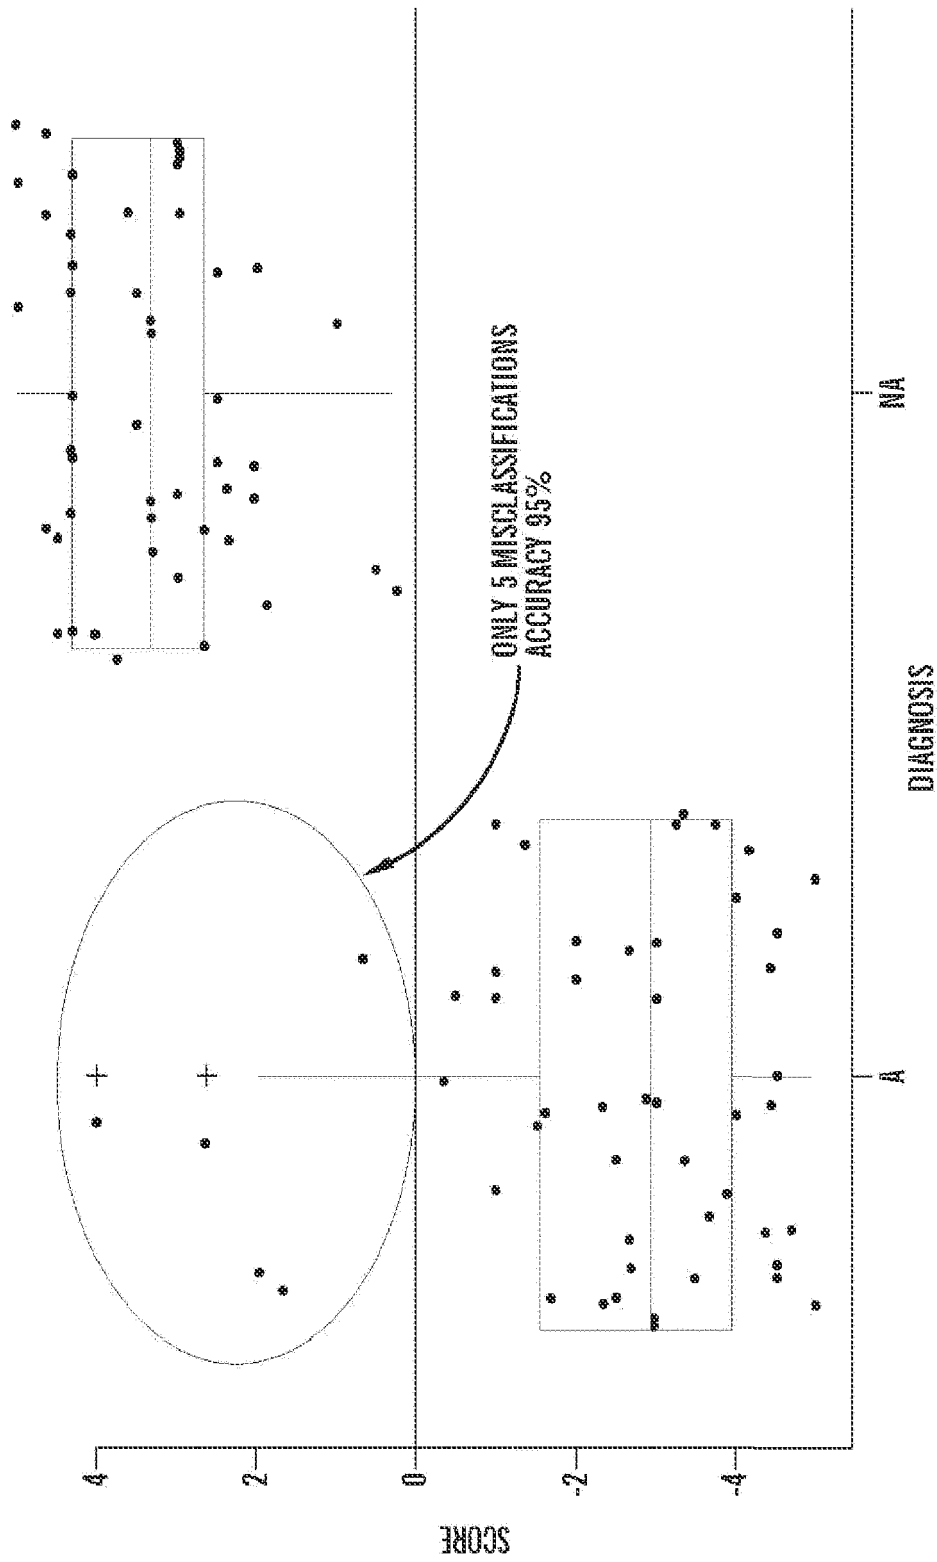 SCORE
4
2
0
-2
-4
ONLY 5 MISCLASSIFICATIONS
ACCURACY 95%
A
NA
DIAGNOSIS